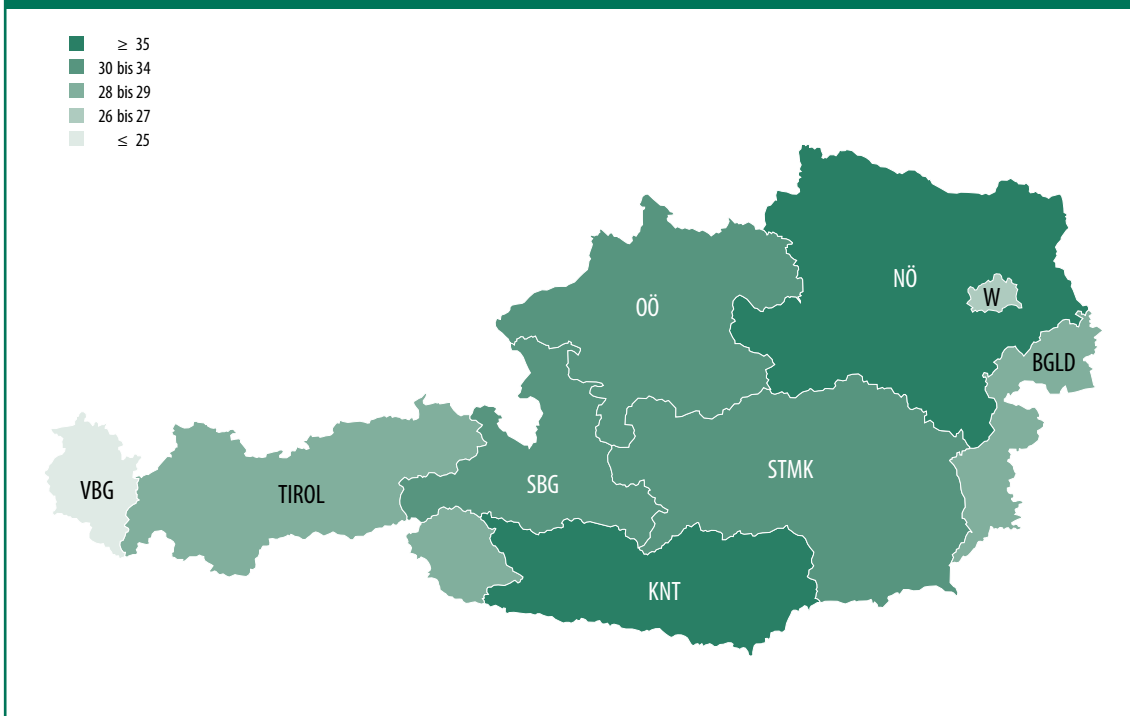 ≥ 35
30 bis 34
28 bis 29
26 bis 27
≤ 25
NÖ
W
OÖ
BGLD
STMK
SBG
VBG
TIROL
KNT